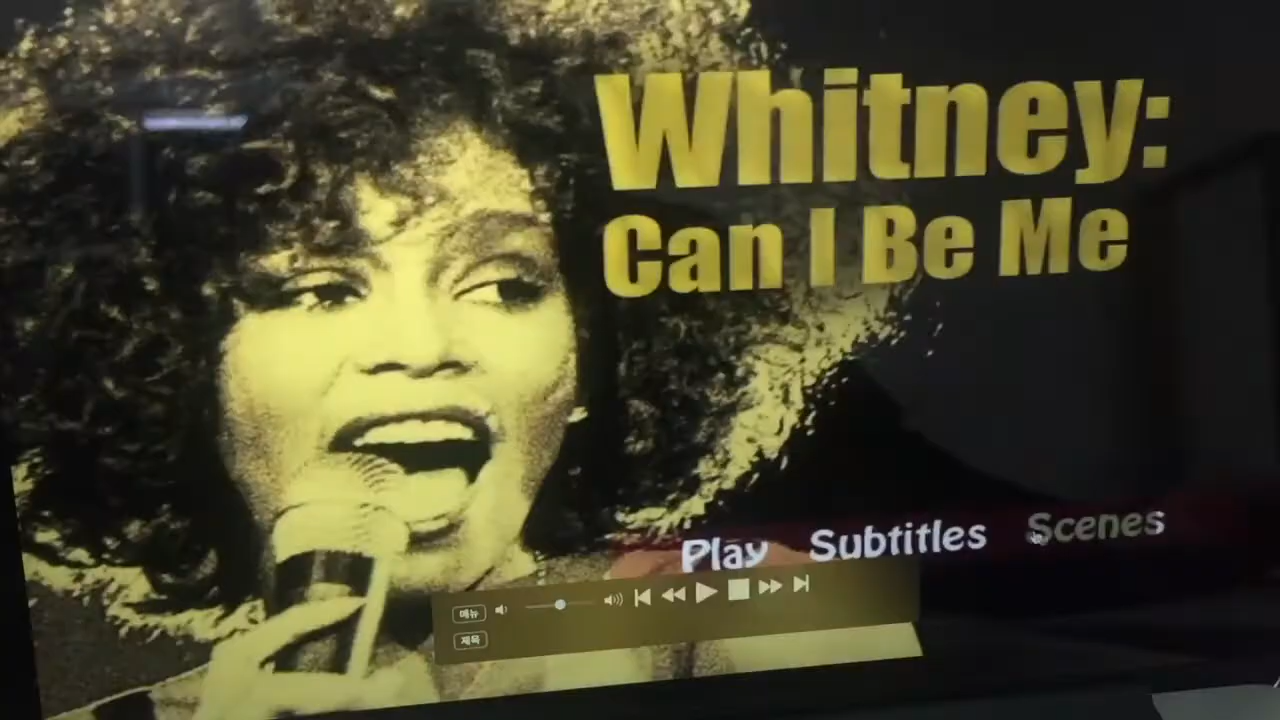 Whitney:
Can I Be Me
Play Subtitles Scenes
메뉴
제목